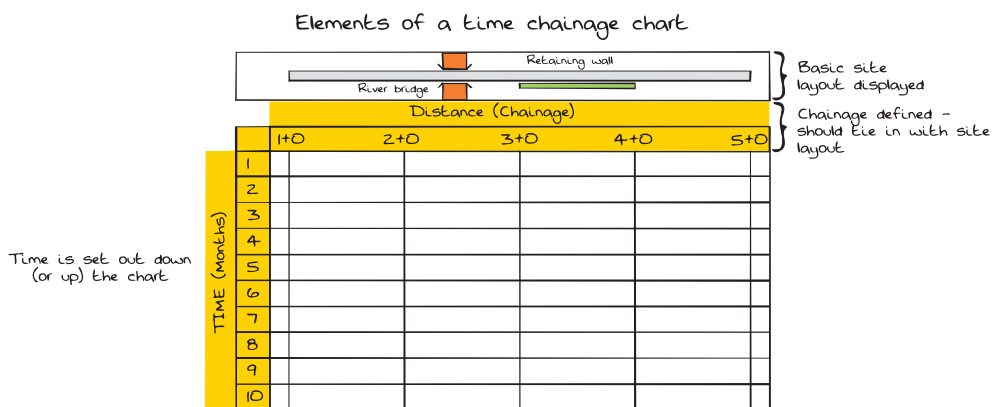 Elements of a time chainage chart
Retaining wall
River bridge
Basic site
layout displayed
Distance (Chainage)
Chainage defined -
should tie in with site
layout
1+0 2+0 3+0 4+0 5+0
TIME (Months)
1
2
3
4
5
6
7
8
9
10
Time is set out down
(or up) the chart